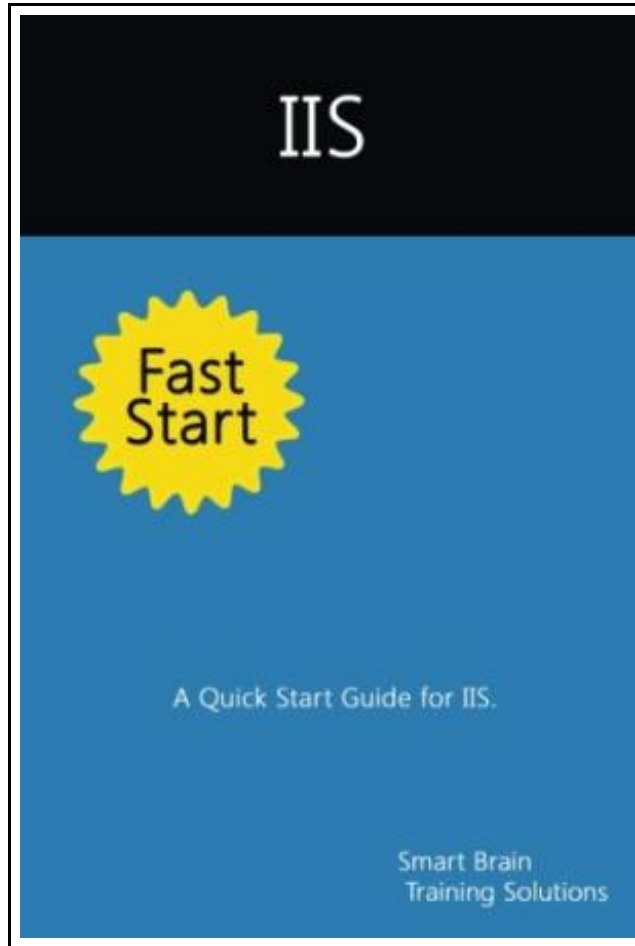 IIS
Fast
Start
A Quick Start Guide for IIS.
Smart Brain
Training Solutions